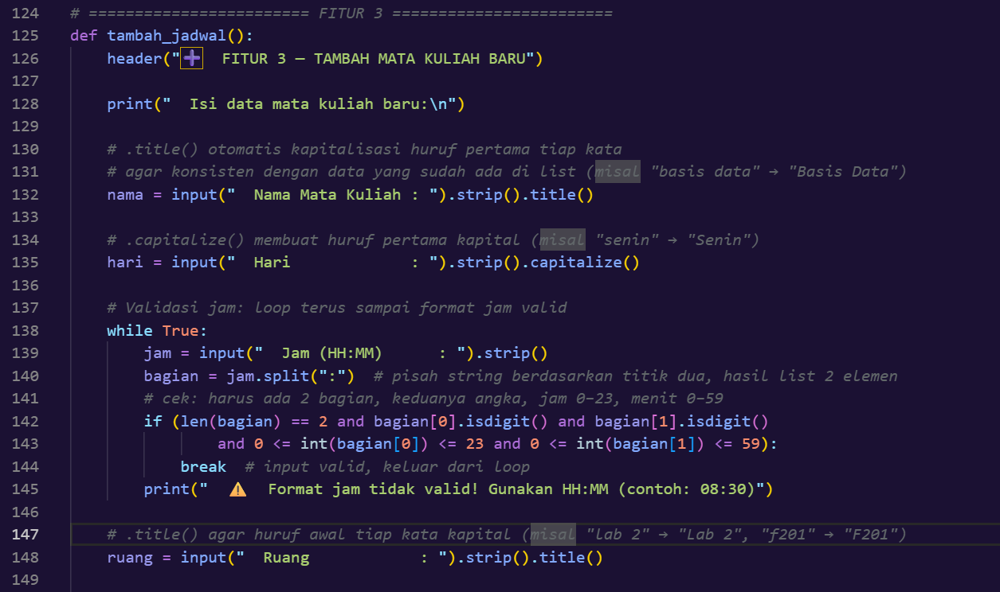 124 # ======================== FITUR 3 ========================
125 def tambah_jadwal():
126     header("➕  FITUR 3 — TAMBAH MATA KULIAH BARU")
127
128     print("  Isi data mata kuliah baru:\n")
129
130     # .title() otomatis kapitalisasi huruf pertama tiap kata
131     # agar konsisten dengan data yang sudah ada di list (misal "basis data" → "Basis Data")
132     nama = input("  Nama Mata Kuliah : ").strip().title()
133
134     # .capitalize() membuat huruf pertama kapital (misal "senin" → "Senin")
135     hari = input("  Hari             : ").strip().capitalize()
136
137     # Validasi jam: loop terus sampai format jam valid
138     while True:
139         jam = input("  Jam (HH:MM)      : ").strip()
140         bagian = jam.split(":")  # pisah string berdasarkan titik dua, hasil list 2 elemen
141         # cek: harus ada 2 bagian, keduanya angka, jam 0–23, menit 0–59
142         if (len(bagian) == 2 and bagian[0].isdigit() and bagian[1].isdigit()
143                 and 0 <= int(bagian[0]) <= 23 and 0 <= int(bagian[1]) <= 59):
144             break  # input valid, keluar dari loop
145         print("  ⚠️  Format jam tidak valid! Gunakan HH:MM (contoh: 08:30)")
146
147     # .title() agar huruf awal tiap kata kapital (misal "lab 2" → "Lab 2", "f201" → "F201")
148     ruang = input("  Ruang            : ").strip().title()
149